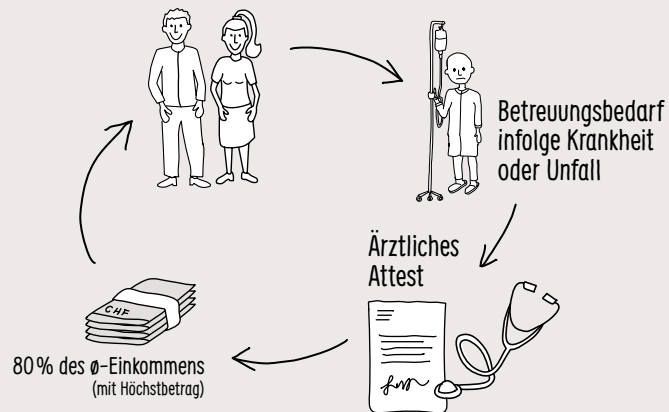 Betreuungsbedarf
infolge Krankheit
oder Unfall
Ärztliches
Attest
CHF
80% des ø-Einkommens
(mit Höchstbetrag)